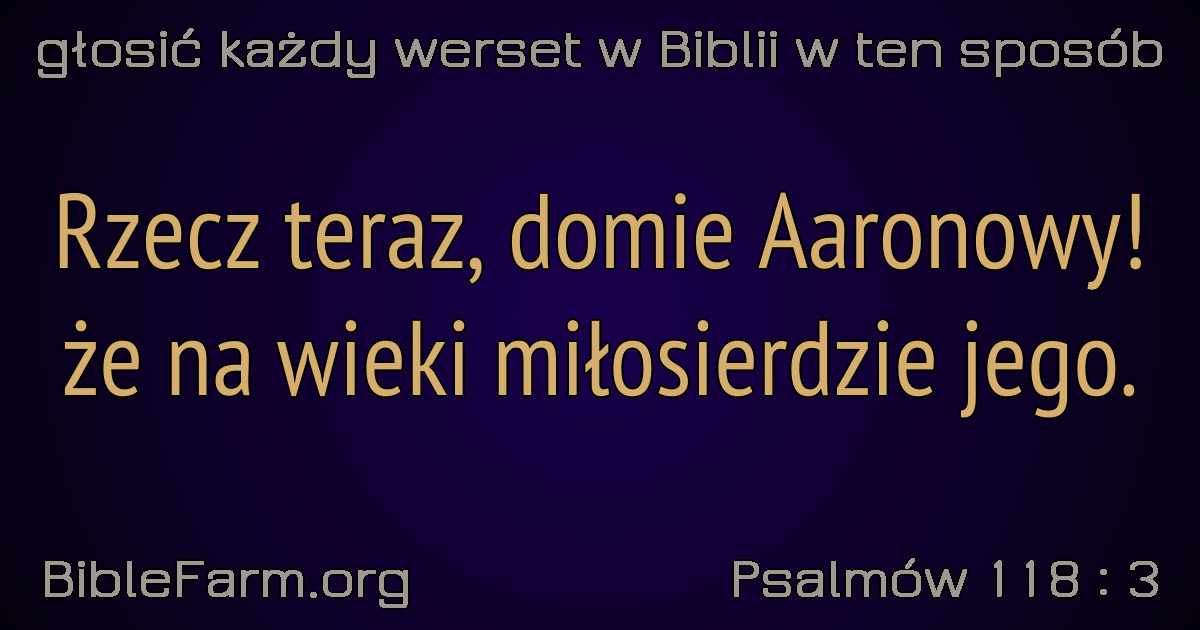 głosić każdy werset w Biblii w ten sposób
Rzecz teraz, domie Aaronowy!
że na wieki miłosierdzie jego.
BibleFarm.org
Psalmów 118 : 3